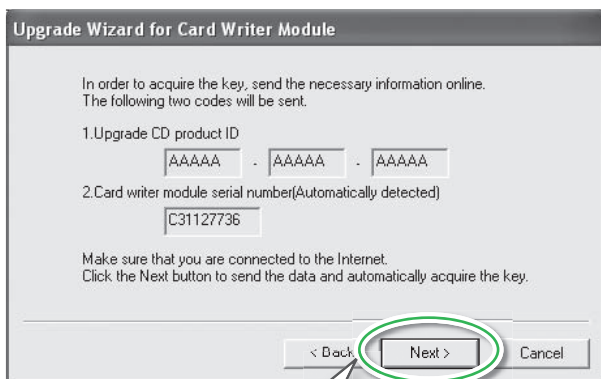 Upgrade Wizard for Card Writer Module
In order to acquire the key, send the necessary information online.
The following two codes will be sent.
1.Upgrade CD product ID
AAAAA - AAAAA - AAAAA
2.Card writer module serial number(Automatically detected)
C31127736
Make sure that you are connected to the Internet.
Click the Next button to send the data and automatically acquire the key.
< Back Next > Cancel